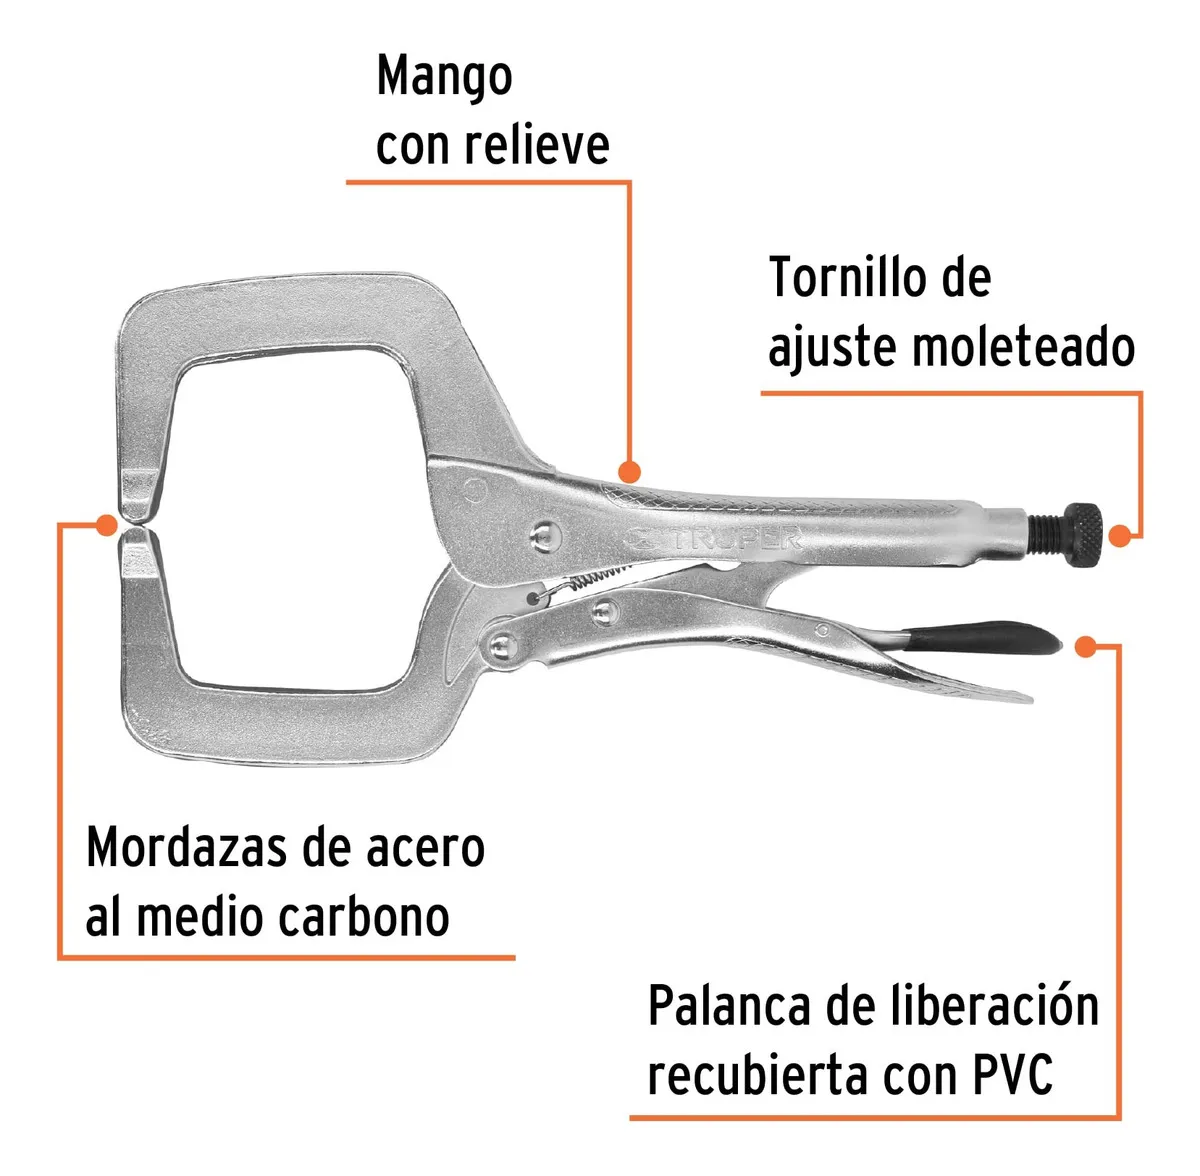 Mango
con relieve
Tornillo de
ajuste moleteado
TRUPER
Mordazas de acero
al medio carbono
Palanca de liberación
recubierta con PVC